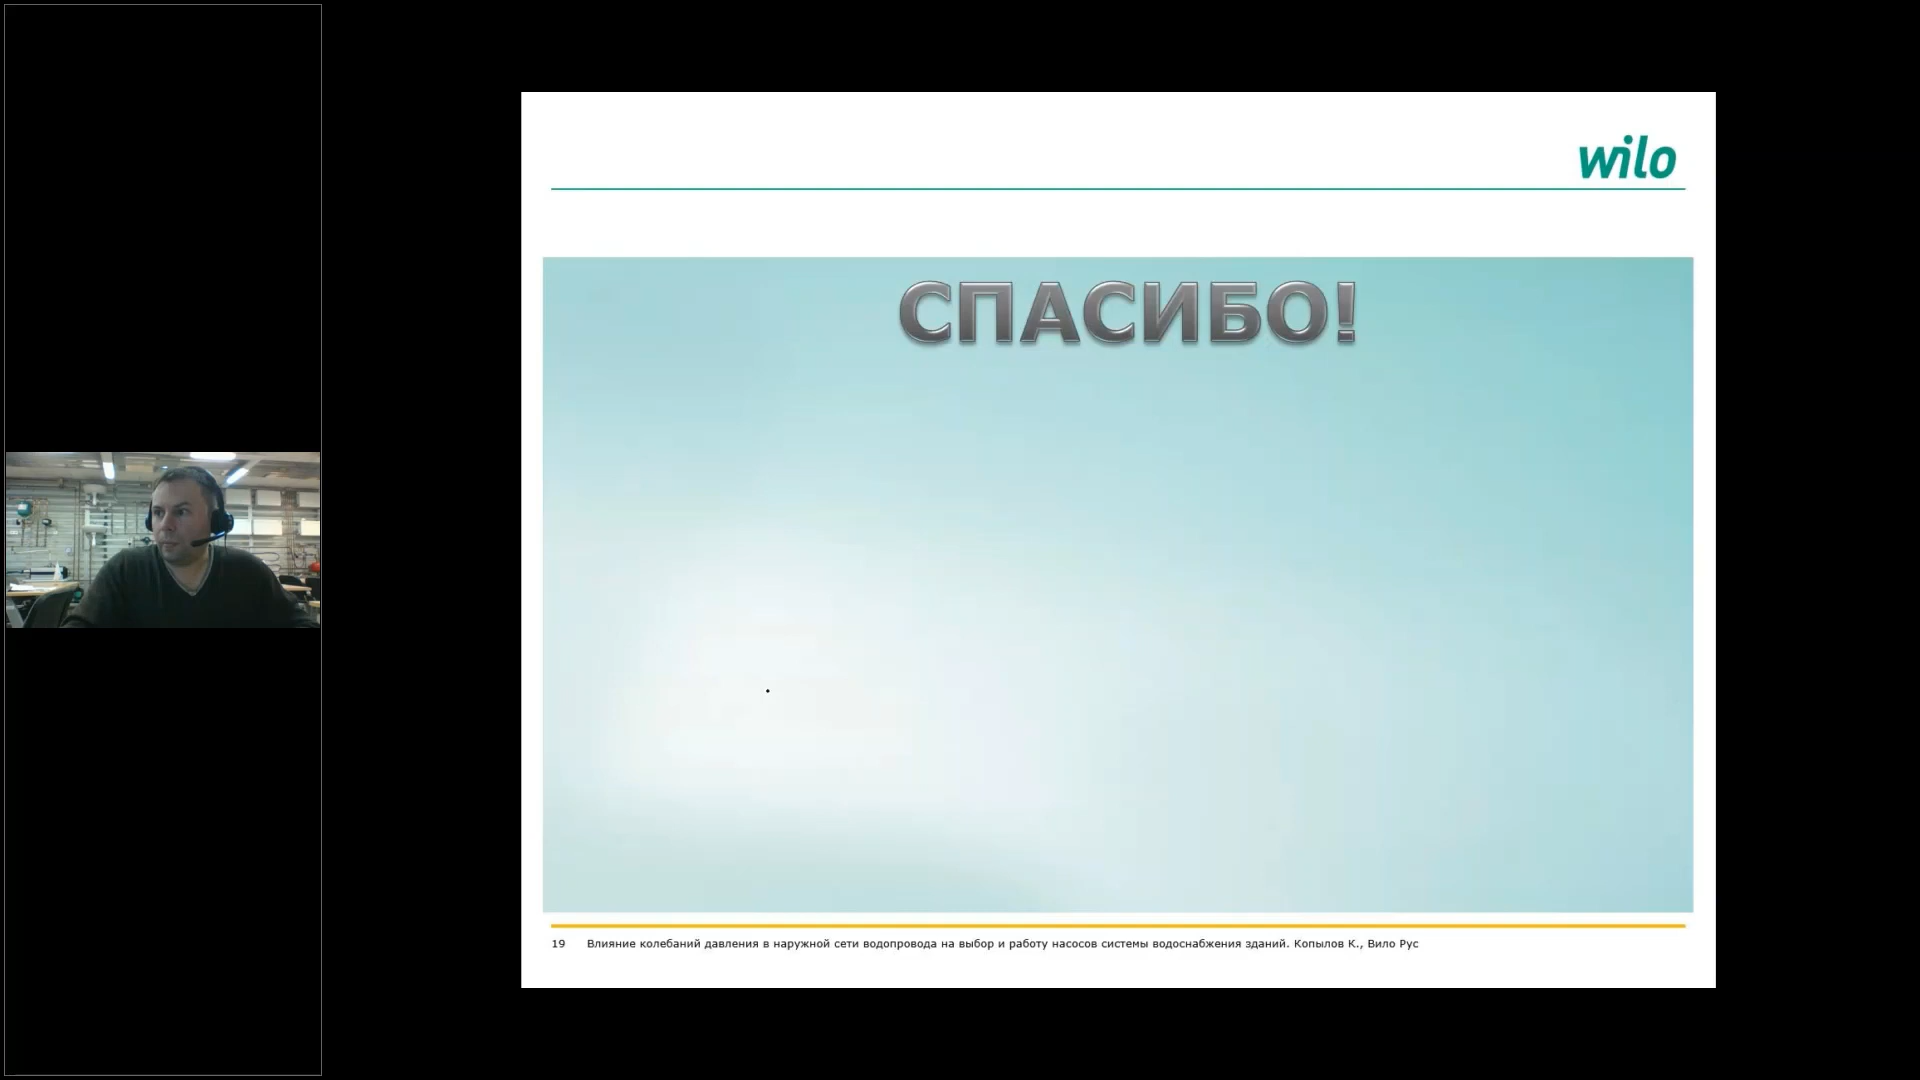 wilo
СПАСИБО!
19 Влияние колебаний давления в наружной сети водопровода на выбор и работу насосов системы водоснабжения зданий. Копылов К., Вило Рус